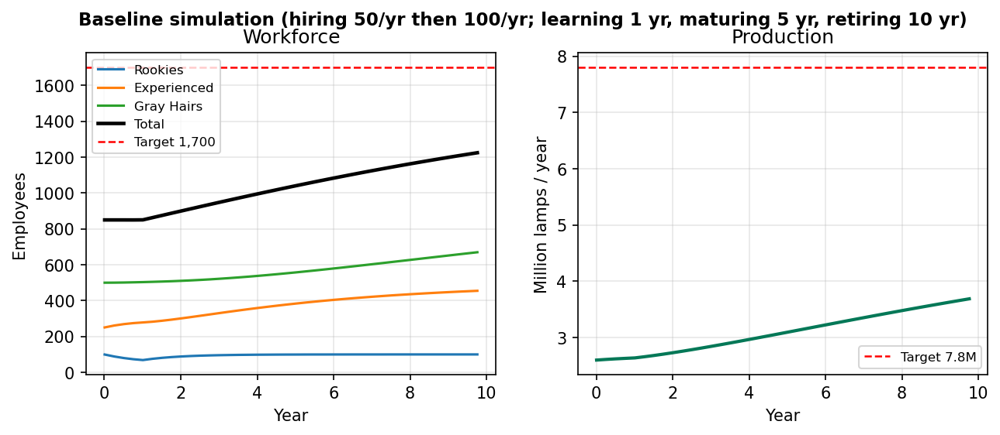 Baseline simulation (hiring 50/yr then 100/yr; learning 1 yr, maturing 5 yr, retiring 10 yr)
Workforce
Employees
1600
1400
1200
1000
800
600
400
200
0
Rookies
Experienced
Gray Hairs
Total
Target 1,700
0 2 4 6 8 10
Year
Production
Million lamps / year
8
7
6
5
4
3
Target 7.8M
0 2 4 6 8 10
Year